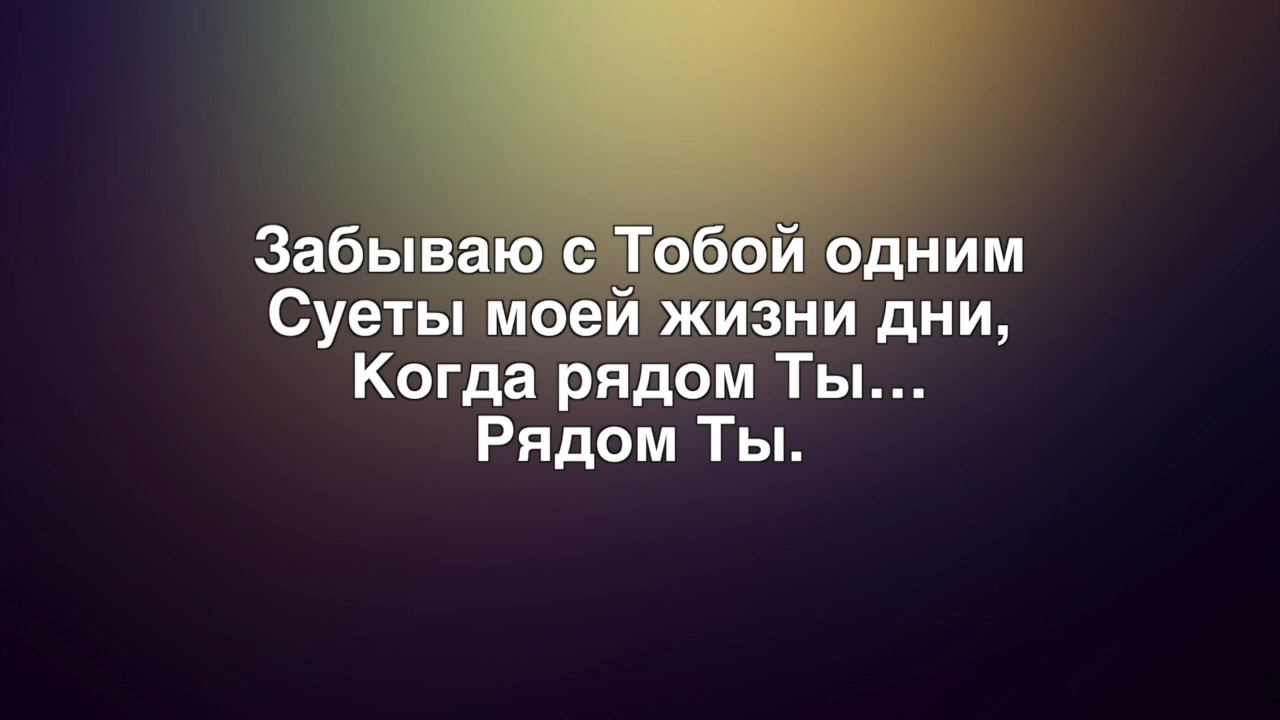 Забываю с Тобой одним
Суеты моей жизни дни,
Когда рядом Ты...
Рядом Ты.